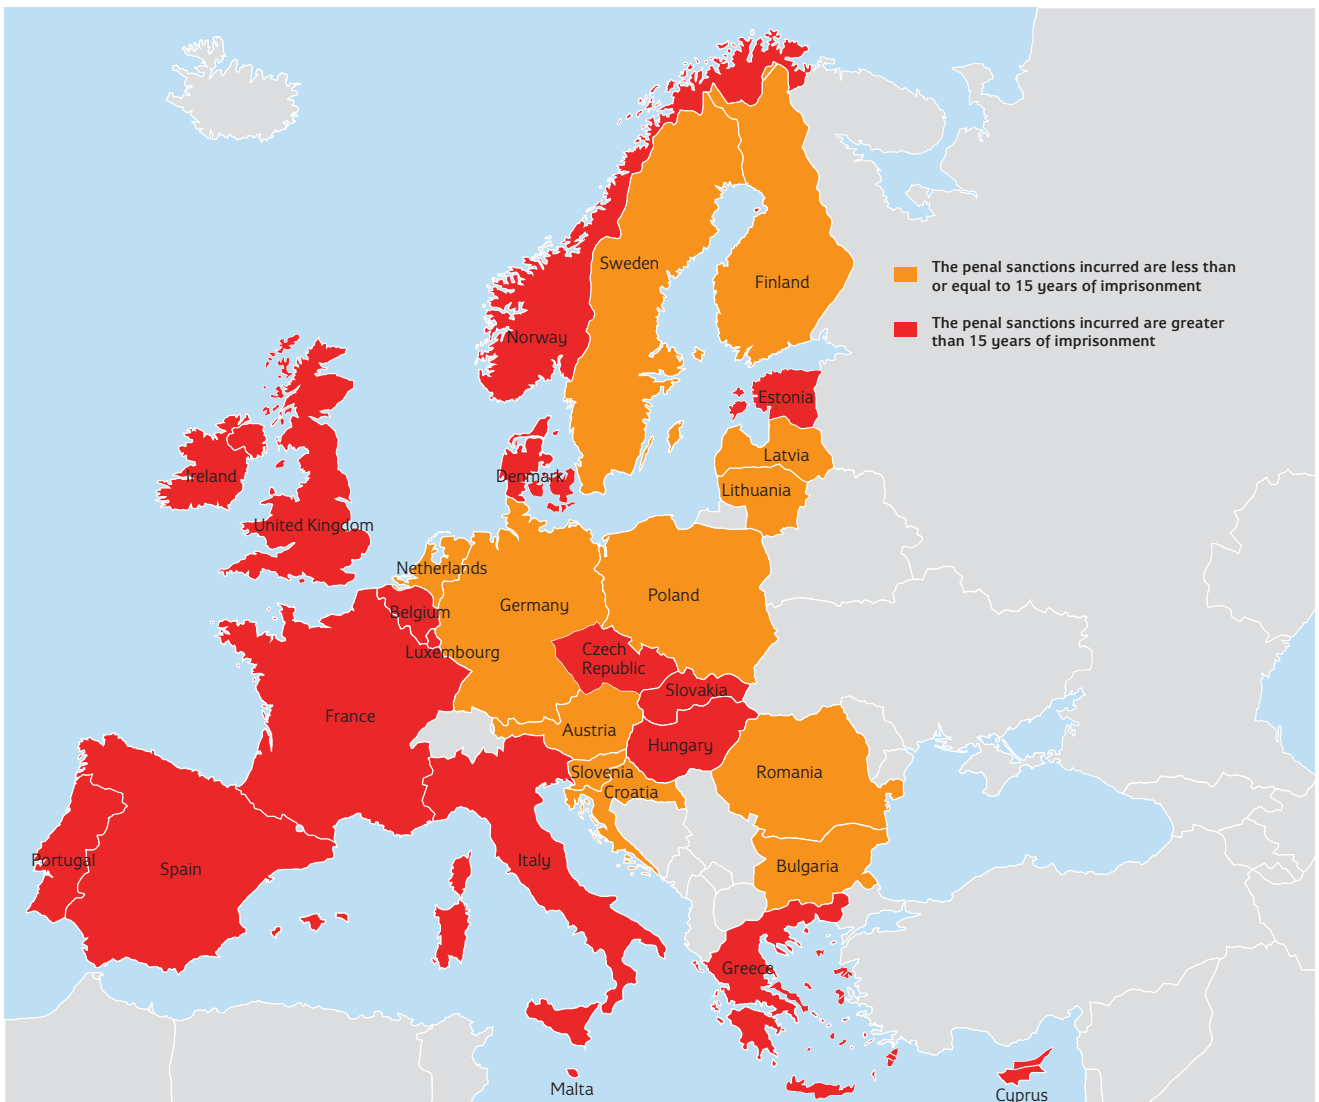 Sweden
Finland
The penal sanctions incurred are less than
or equal to 15 years of imprisonment
The penal sanctions incurred are greater
than 15 years of imprisonment
Norway
Estonia
Latvia
Lithuania
Denmark
Ireland
United Kingdom
Netherlands
Germany
Poland
Belgium
Luxembourg
Czech
Republic
Slovakia
France
Austria
Hungary
Slovenia
Croatia
Romania
Portugal
Spain
Italy
Bulgaria
Greece
Malta
Cyprus